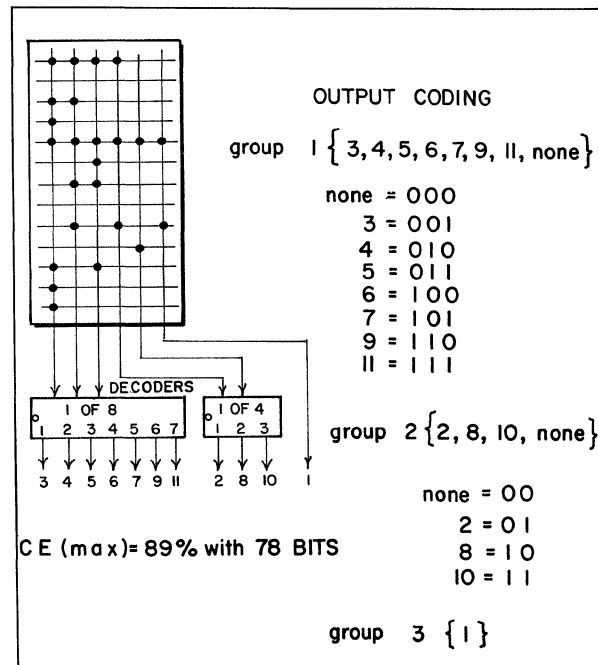 OUTPUT CODING
group 1 { 3, 4, 5, 6, 7, 9, 11, none}
none = 000
3 = 001
4 = 010
5 = 011
6 = 100
7 = 101
9 = 110
11 = 111
DECODERS
1 OF 8
1 2 3 4 5 6 7
1 OF 4
1 2 3
3 4 5 6 7 9 11 2 8 10 1
group 2 {2, 8, 10, none}
none = 00
2 = 01
8 = 10
10 = 11
CE (max)= 89% with 78 BITS
group 3 {1}